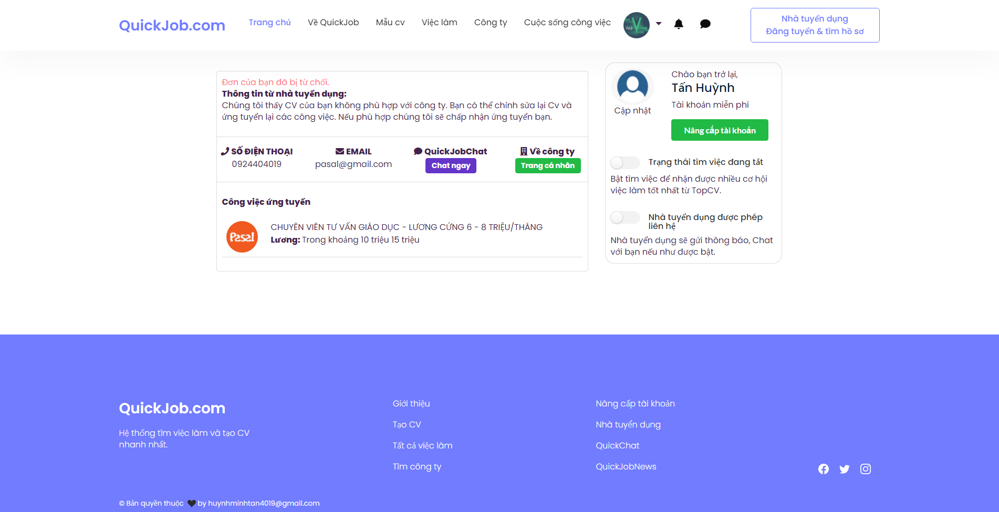 QuickJob.com
Trang chủ
Về QuickJob
Mẫu cv
Việc làm
Công ty
Cuộc sống công việc
Nhà tuyển dụng
Đăng tuyển & tìm hồ sơ
Đơn của bạn đã bị từ chối.
Thông tin từ nhà tuyển dụng:
Chúng tôi thấy CV của bạn không phù hợp với công ty. Bạn có thể chỉnh sửa lại Cv và
ứng tuyển lại các công việc. Nếu phù hợp chúng tôi sẽ chấp nhận ứng tuyển bạn.
SỐ ĐIỆN THOẠI
0924404019
EMAIL
pasal@gmail.com
QuickJobChat
Chat ngay
Về công ty
Trang cá nhân
Công việc ứng tuyển
Pasal
CHUYÊN VIÊN TƯ VẤN GIÁO DỤC - LƯƠNG CỨNG 6 - 8 TRIỆU/THÁNG
Lương: Trong khoảng 10 triệu 15 triệu
Chào bạn trở lại,
Tấn Huỳnh
Cập nhật
Tài khoản miễn phí
Nâng cấp tài khoản
Trạng thái tìm việc đang tắt
Bật tìm việc để nhận được nhiều cơ hội
việc làm tốt nhất từ TopCV.
Nhà tuyển dụng được phép
liên hệ
Nhà tuyển dụng sẽ gửi thông báo, Chat
với bạn nếu như được bật.
QuickJob.com
Hệ thống tìm việc làm và tạo CV
nhanh nhất.
Giới thiệu
Tạo CV
Tất cả việc làm
Tìm công ty
Nâng cấp tài khoản
Nhà tuyển dụng
QuickChat
QuickJobNews
© Bản quyền thuộc ♥ by huynhminhtan4019@gmail.com